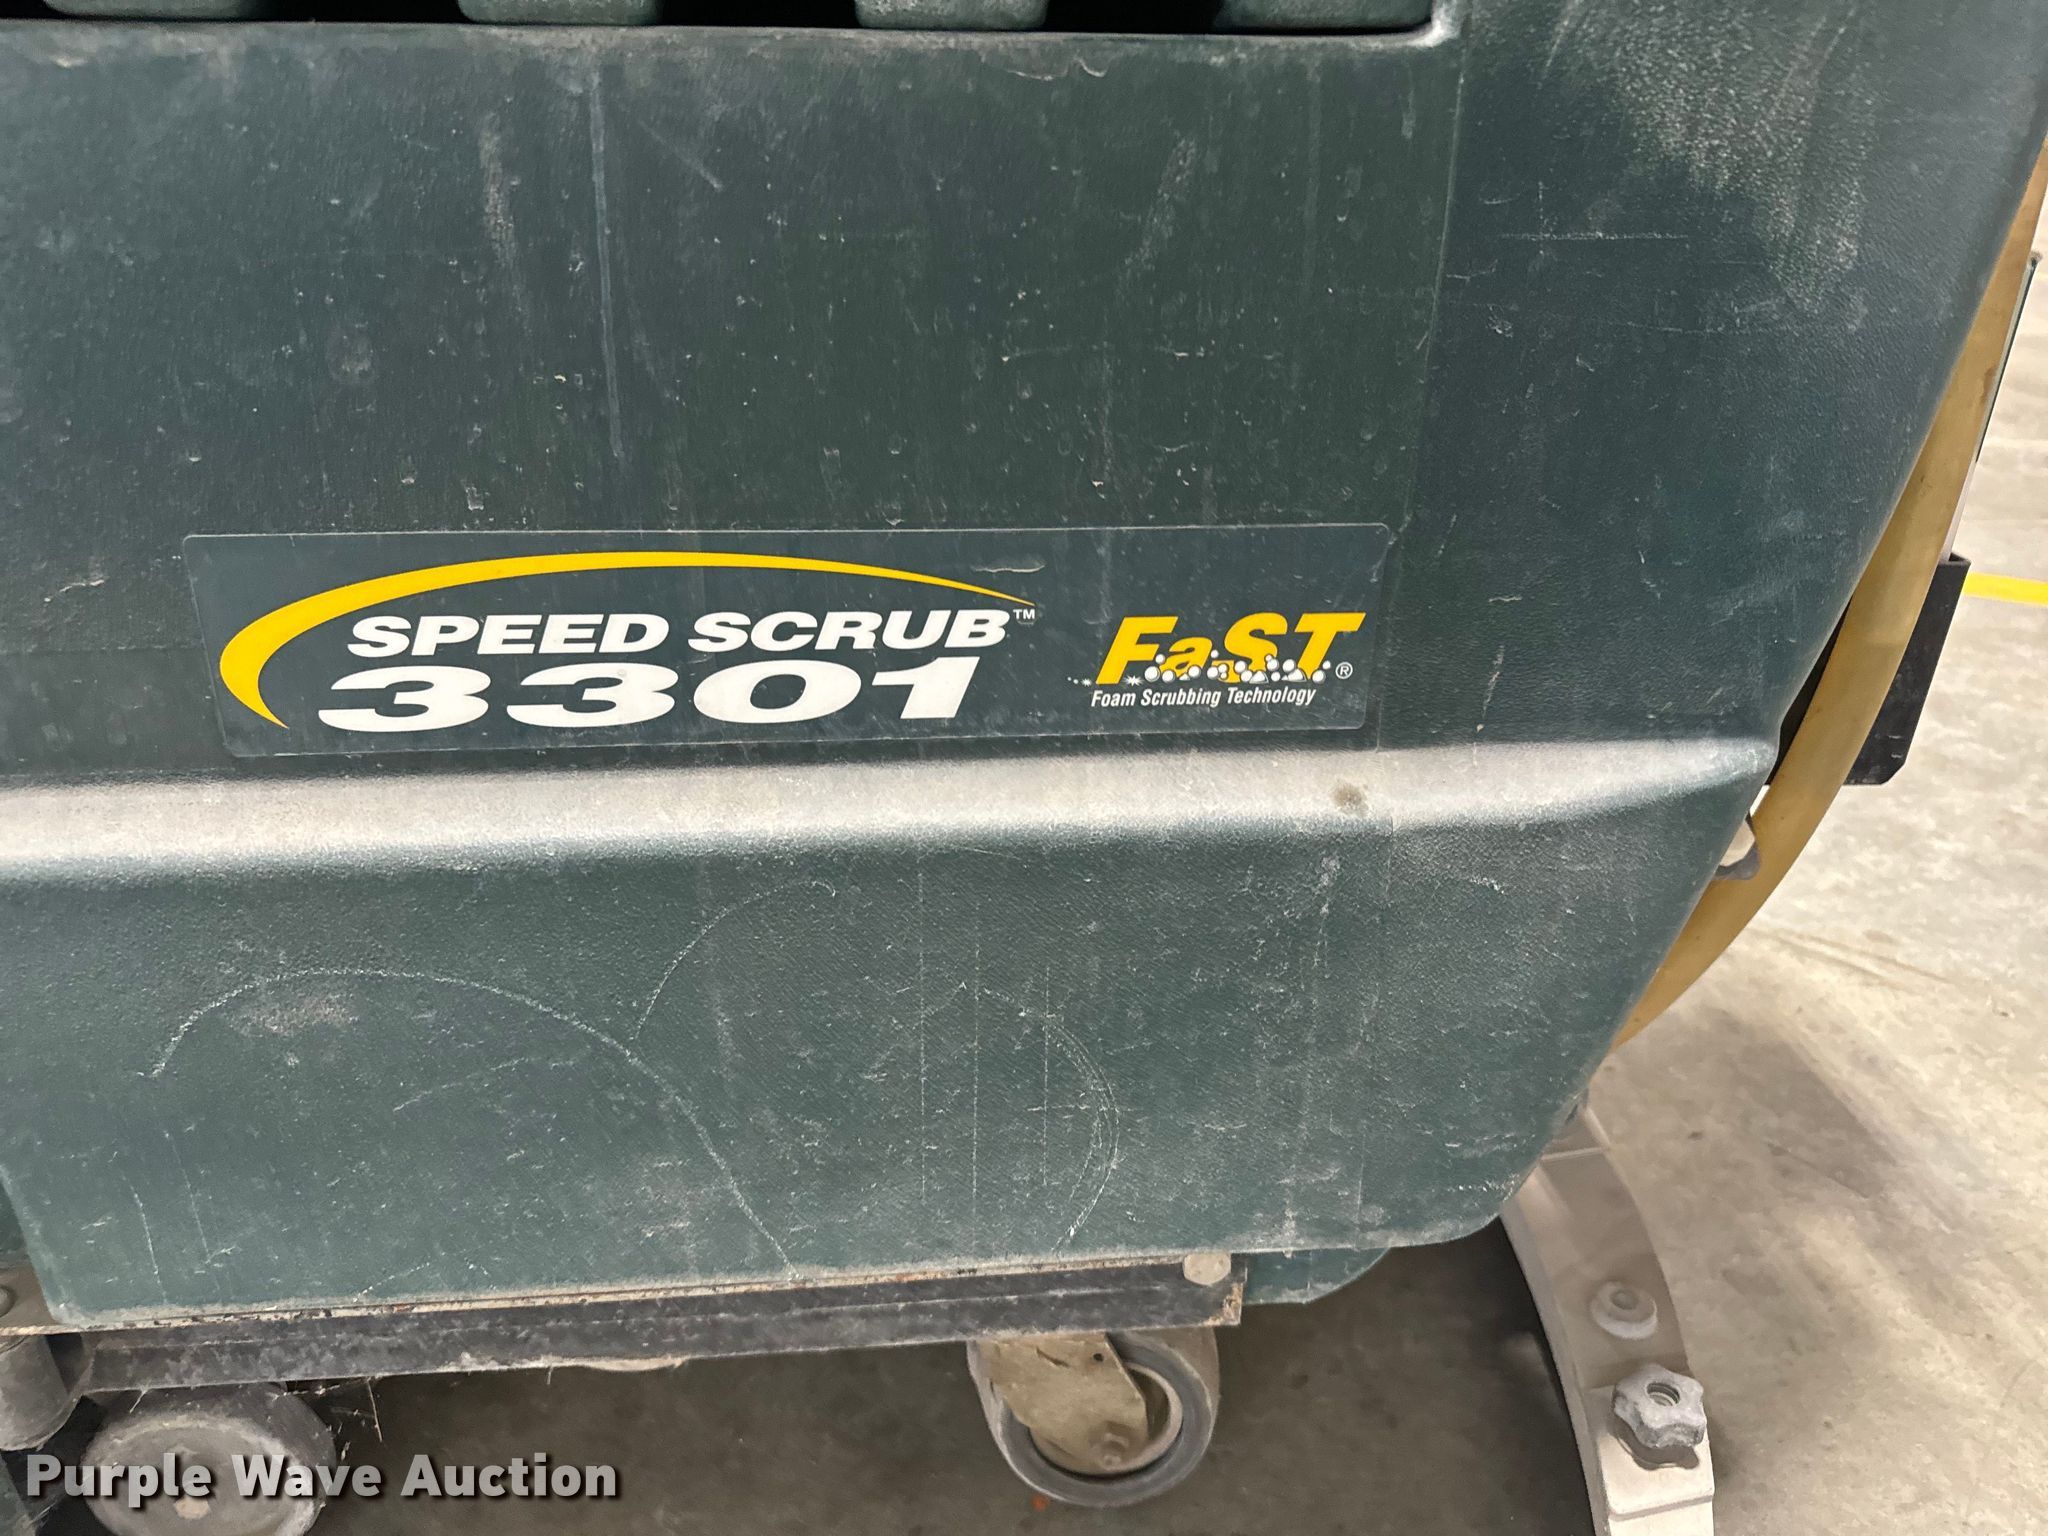 SPEED SCRUB™
3301
FaST®
Foam Scrubbing Technology
Purple Wave Auction